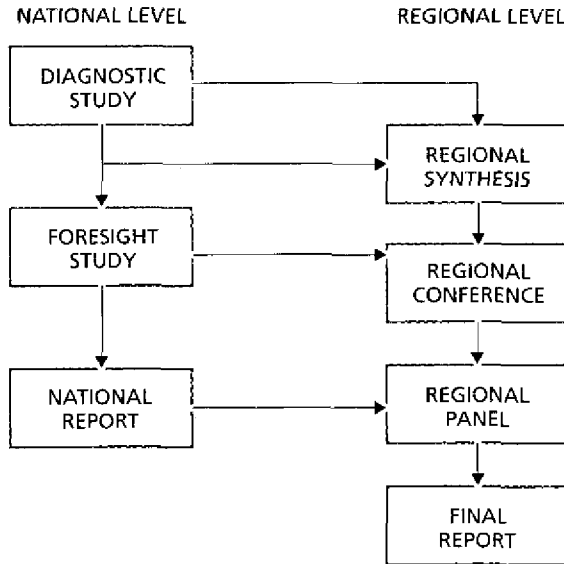 NATIONAL LEVEL
REGIONAL LEVEL
DIAGNOSTIC
STUDY
REGIONAL
SYNTHESIS
FORESIGHT
STUDY
REGIONAL
CONFERENCE
NATIONAL
REPORT
REGIONAL
PANEL
FINAL
REPORT